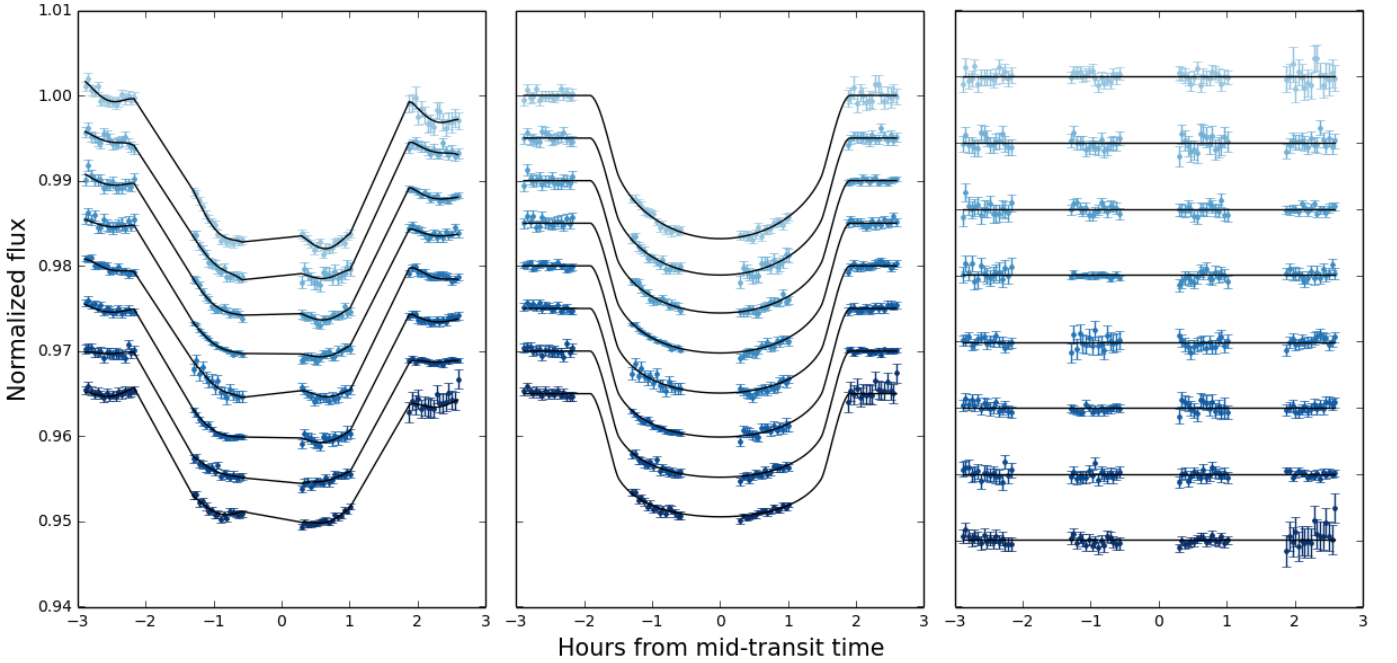 Normalized flux
1.01
1.00
0.99
0.98
0.97
0.96
0.95
0.94
−3 −2 −1 0 1 2 3
−3 −2 −1 0 1 2 3
−3 −2 −1 0 1 2 3
Hours from mid-transit time